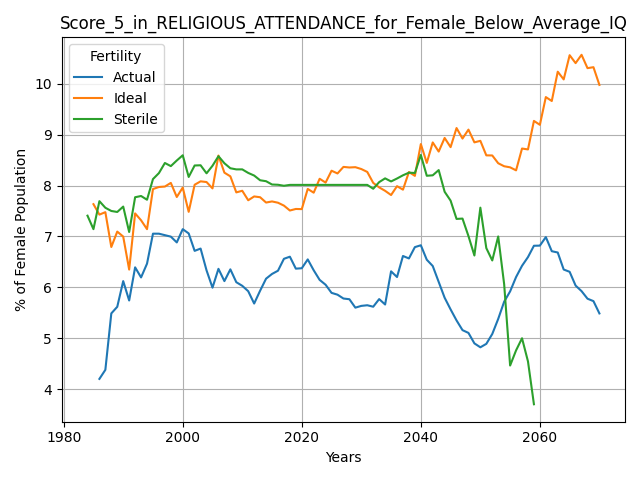 Score_5_in_RELIGIOUS_ATTENDANCE_for_Female_Below_Average_IQ
Fertility
Actual
Ideal
Sterile
% of Female Population
10
9
8
7
6
5
4
1980
2000
2020
2040
2060
Years